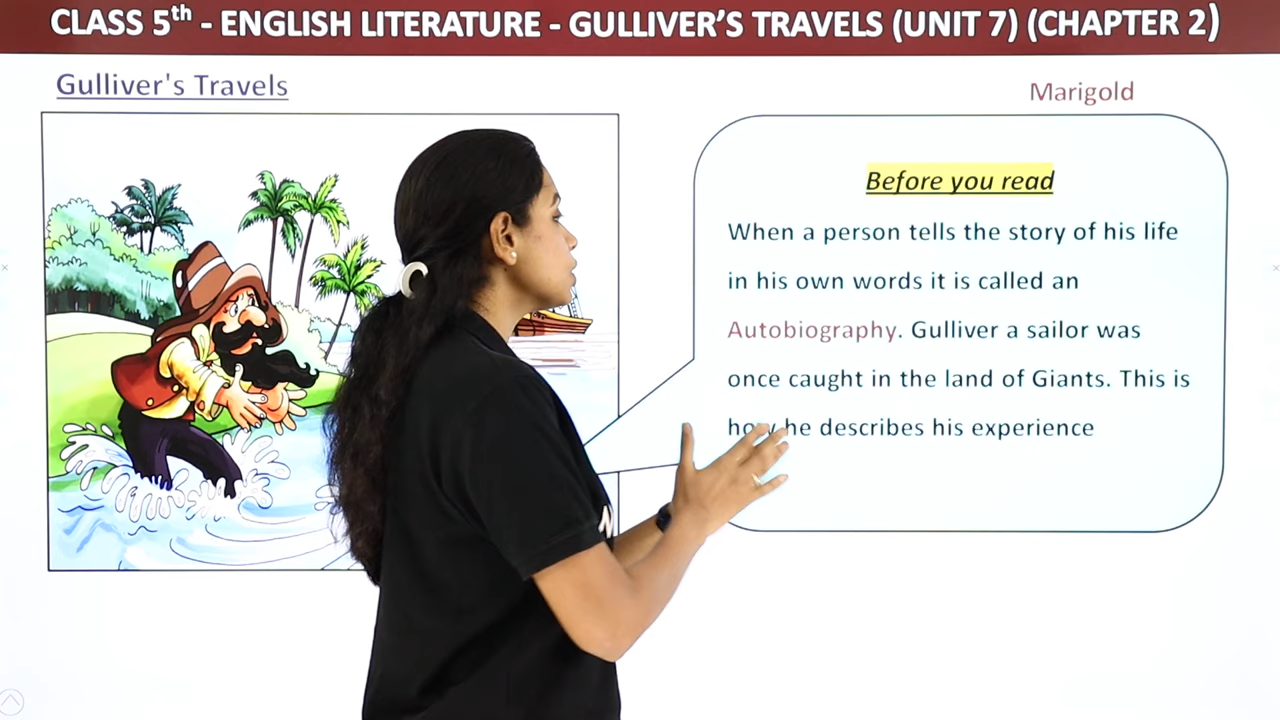 CLASS 5th - ENGLISH LITERATURE - GULLIVER'S TRAVELS (UNIT 7) (CHAPTER 2)
Gulliver's Travels
Marigold
Before you read
When a person tells the story of his life
in his own words it is called an
Autobiography. Gulliver a sailor was
once caught in the land of Giants. This is
how he describes his experience